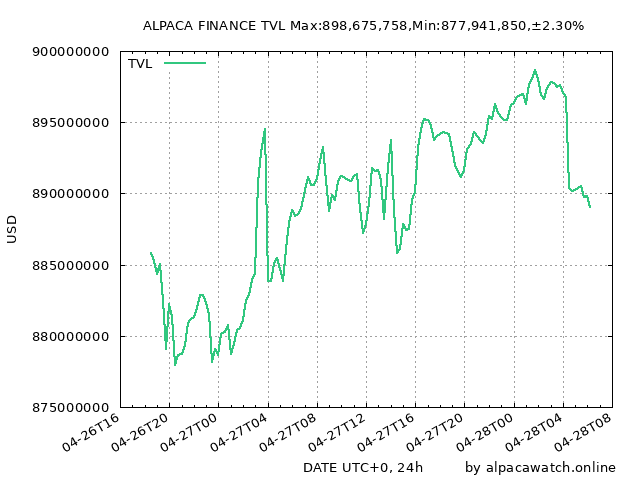 ALPACA FINANCE TVL Max:898,675,758,Min:877,941,850,±2.30%
TVL
900000000
895000000
890000000
885000000
880000000
875000000
USD
04-26T16
04-26T20
04-27T00
04-27T04
04-27T08
04-27T12
04-27T16
04-27T20
04-28T00
04-28T04
04-28T08
DATE UTC+0, 24h
by alpacawatch.online